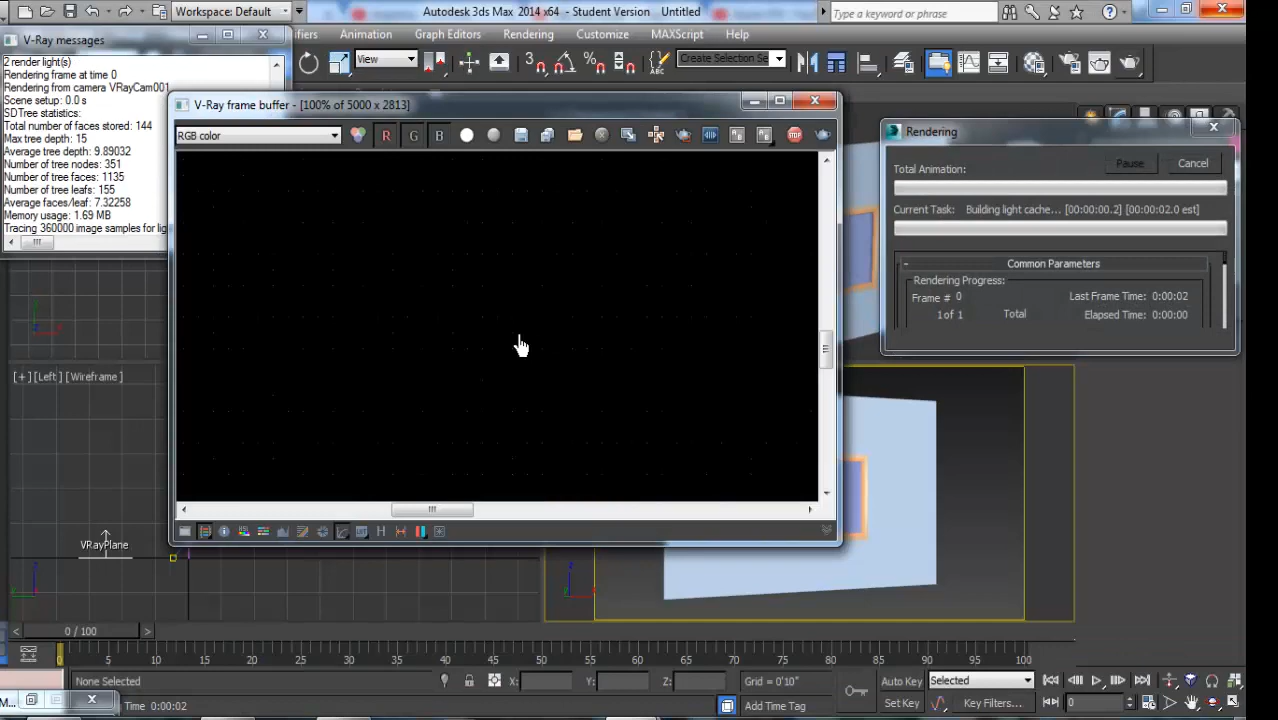 Workspace: Default
Autodesk 3ds Max 2014 x64 - Student Version Untitled
Type a keyword or phrase
V-Ray messages
ifiers Animation Graph Editors Rendering Customize MAXScript Help
View
Create Selection Se
2 render light(s)
Rendering frame at time 0
Rendering from camera VRayCam001
Scene setup: 0.0 s
SDTree statistics:
Total number of faces stored: 144
Max tree depth: 15
Average tree depth: 9.89032
Number of tree nodes: 351
Number of tree faces: 1135
Number of tree leafs: 155
Average faces/leaf: 7.32258
Memory usage: 1.69 MB
Tracing 360000 image samples for lig
V-Ray frame buffer - [100% of 5000 x 2813]
RGB color
R G B
STOP
H
Rendering
Total Animation:
Pause Cancel
Current Task: Building light cache... [00:00:00.2] [00:00:02.0 est]
- Common Parameters
Rendering Progress:
Frame # 0 Last Frame Time: 0:00:02
1 of 1 Total Elapsed Time: 0:00:00
[ + ] [ Left ] [ Wireframe ]
VRayPlane
< 0 / 100 >
0 5 10 15 20 25 30 35 40 45 50 55 60 65 70 75 80 85 90 95 100
None Selected X: Y: Z: Grid = 0'10" Auto Key Selected
M... Time 0:00:02 Add Time Tag Set Key Key Filters... 0